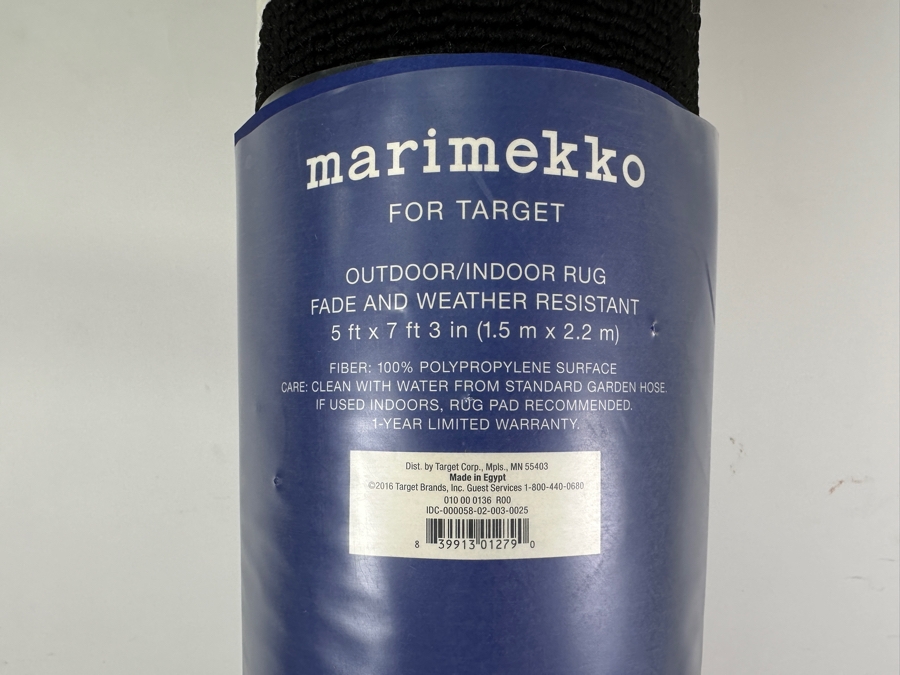 marimekko
FOR TARGET
OUTDOOR/INDOOR RUG
FADE AND WEATHER RESISTANT
5 ft x 7 ft 3 in (1.5 m x 2.2 m)
FIBER: 100% POLYPROPYLENE SURFACE
CARE: CLEAN WITH WATER FROM STANDARD GARDEN HOSE.
IF USED INDOORS, RUG PAD RECOMMENDED.
1-YEAR LIMITED WARRANTY.
Dist. by Target Corp., Mpls., MN 55403
Made in Egypt
©2016 Target Brands, Inc. Guest Services 1-800-440-0680
010 00 0136 R00
IDC-000058-02-003-0025
8 39913 01279 0